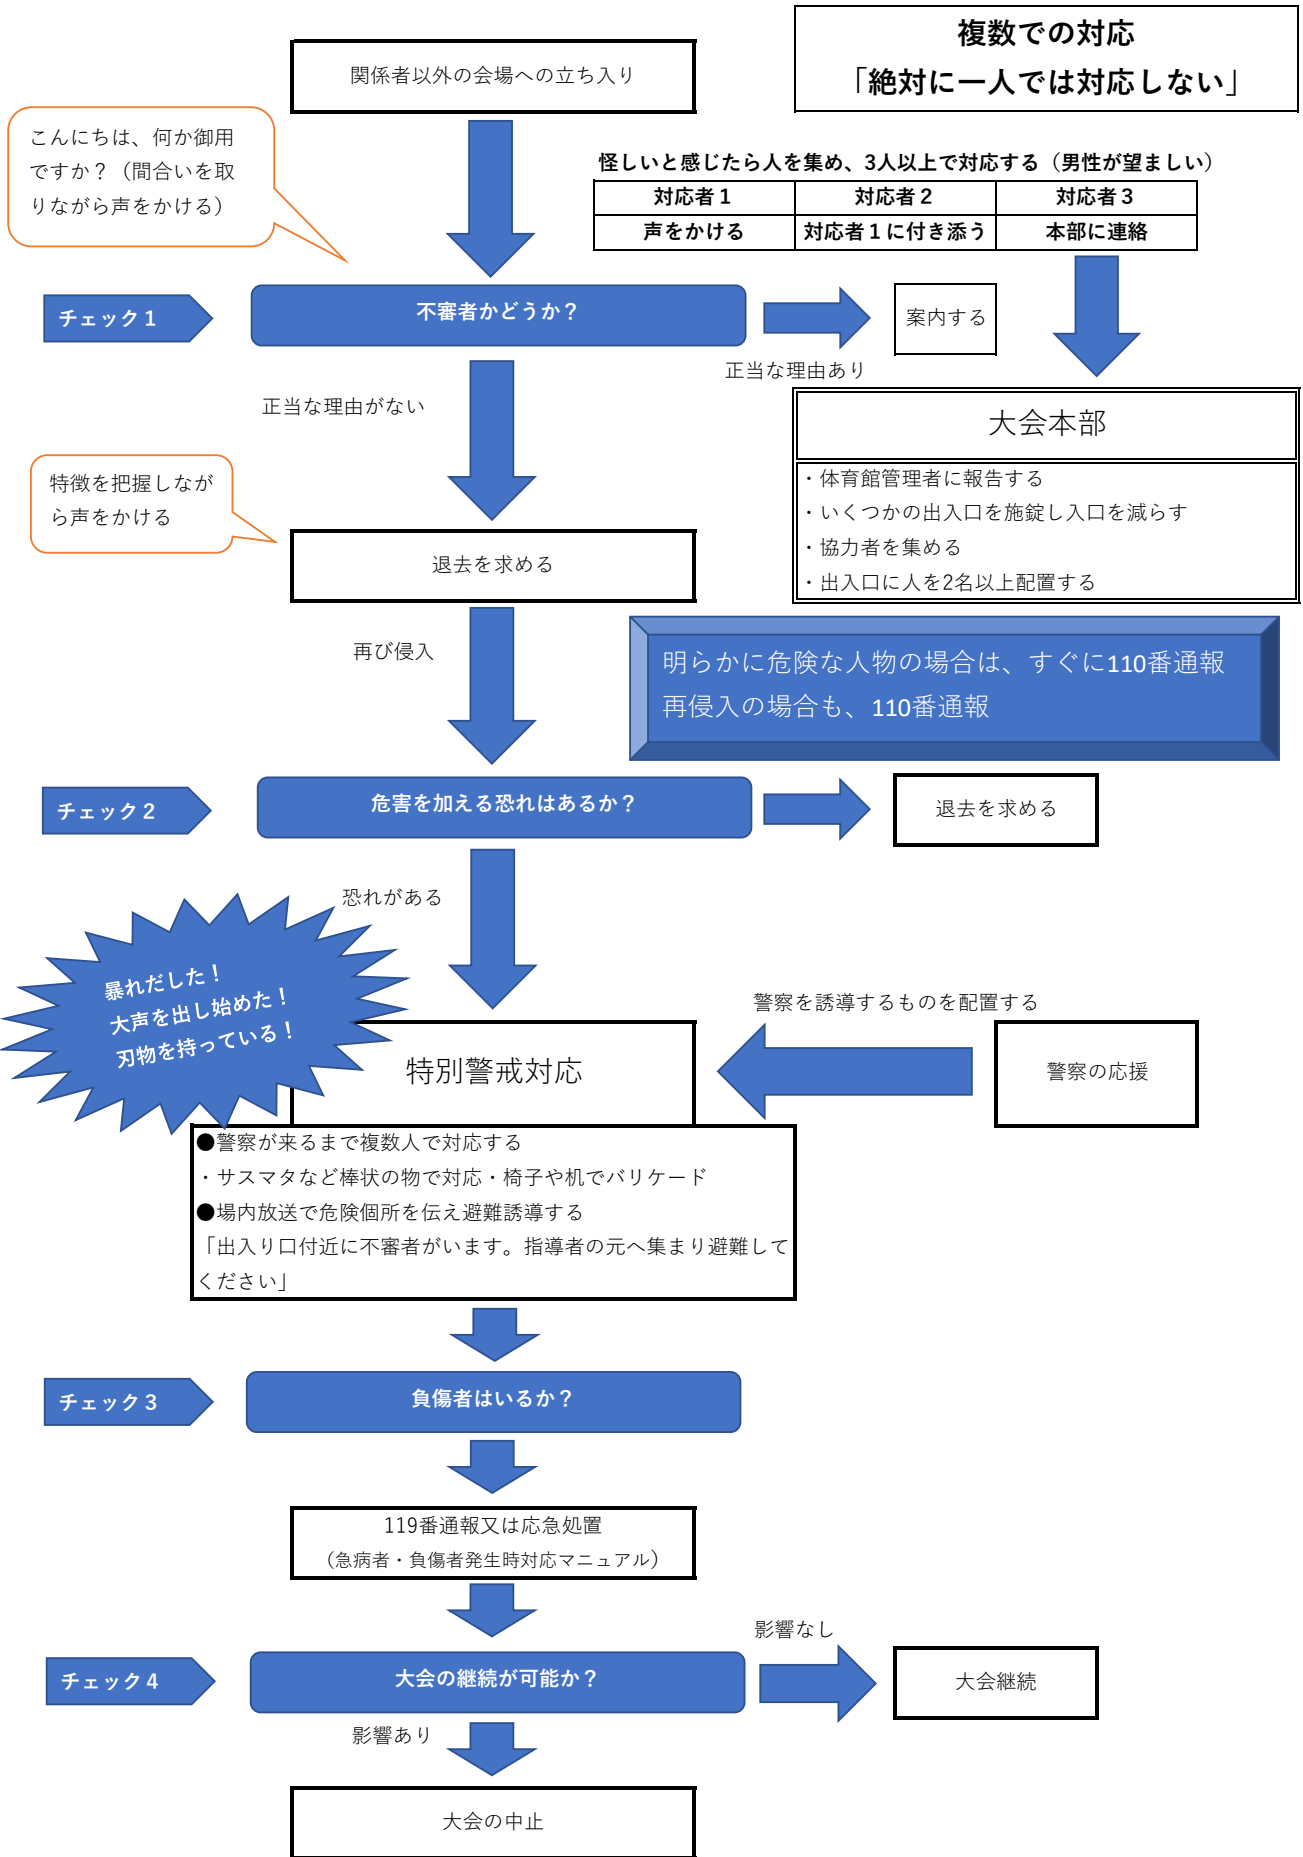 複数での対応
「絶対に一人では対応しない」
関係者以外の会場への立ち入り
こんにちは、何か御用
ですか？（間合いを取
りながら声をかける）
怪しいと感じたら人を集め、3人以上で対応する（男性が望ましい）
対応者１ 対応者２ 対応者３
声をかける 対応者１に付き添う 本部に連絡
チェック１
不審者かどうか？
案内する
正当な理由あり
正当な理由がない
大会本部
・体育館管理者に報告する
・いくつかの出入口を施錠し入口を減らす
・協力者を集める
・出入口に人を2名以上配置する
特徴を把握しなが
ら声をかける
退去を求める
再び侵入
明らかに危険な人物の場合は、すぐに110番通報
再侵入の場合も、110番通報
チェック２
危害を加える恐れはあるか？
退去を求める
恐れがある
暴れだした！
大声を出し始めた！
刃物を持っている！
警察を誘導するものを配置する
特別警戒対応
警察の応援
●警察が来るまで複数人で対応する
・サスマタなど棒状の物で対応・椅子や机でバリケード
●場内放送で危険個所を伝え避難誘導する
「出入り口付近に不審者がいます。指導者の元へ集まり避難して
ください」
チェック３
負傷者はいるか？
119番通報又は応急処置
（急病者・負傷者発生時対応マニュアル）
影響なし
チェック４
大会の継続が可能か？
大会継続
影響あり
大会の中止